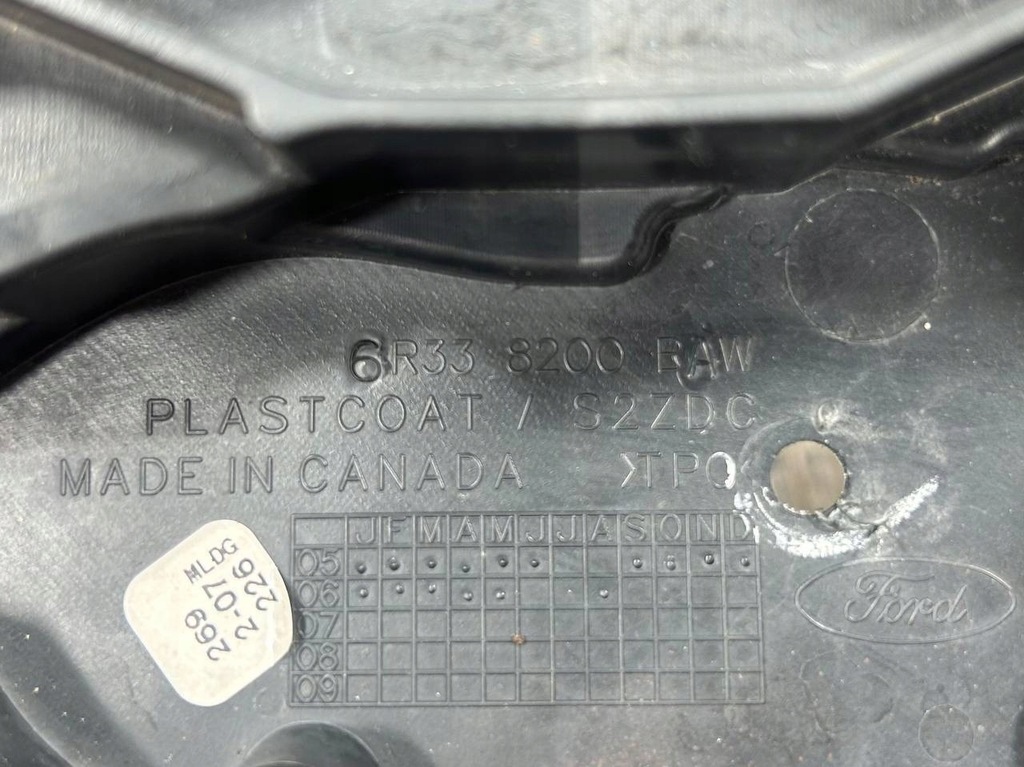 6R33 8200 BAW
PLASTCOAT / S2ZDC
MADE IN CANADA >TPO
J F M A M J J A S O N D
05
06
07
08
09
MLDG
2-07
269 226
Ford